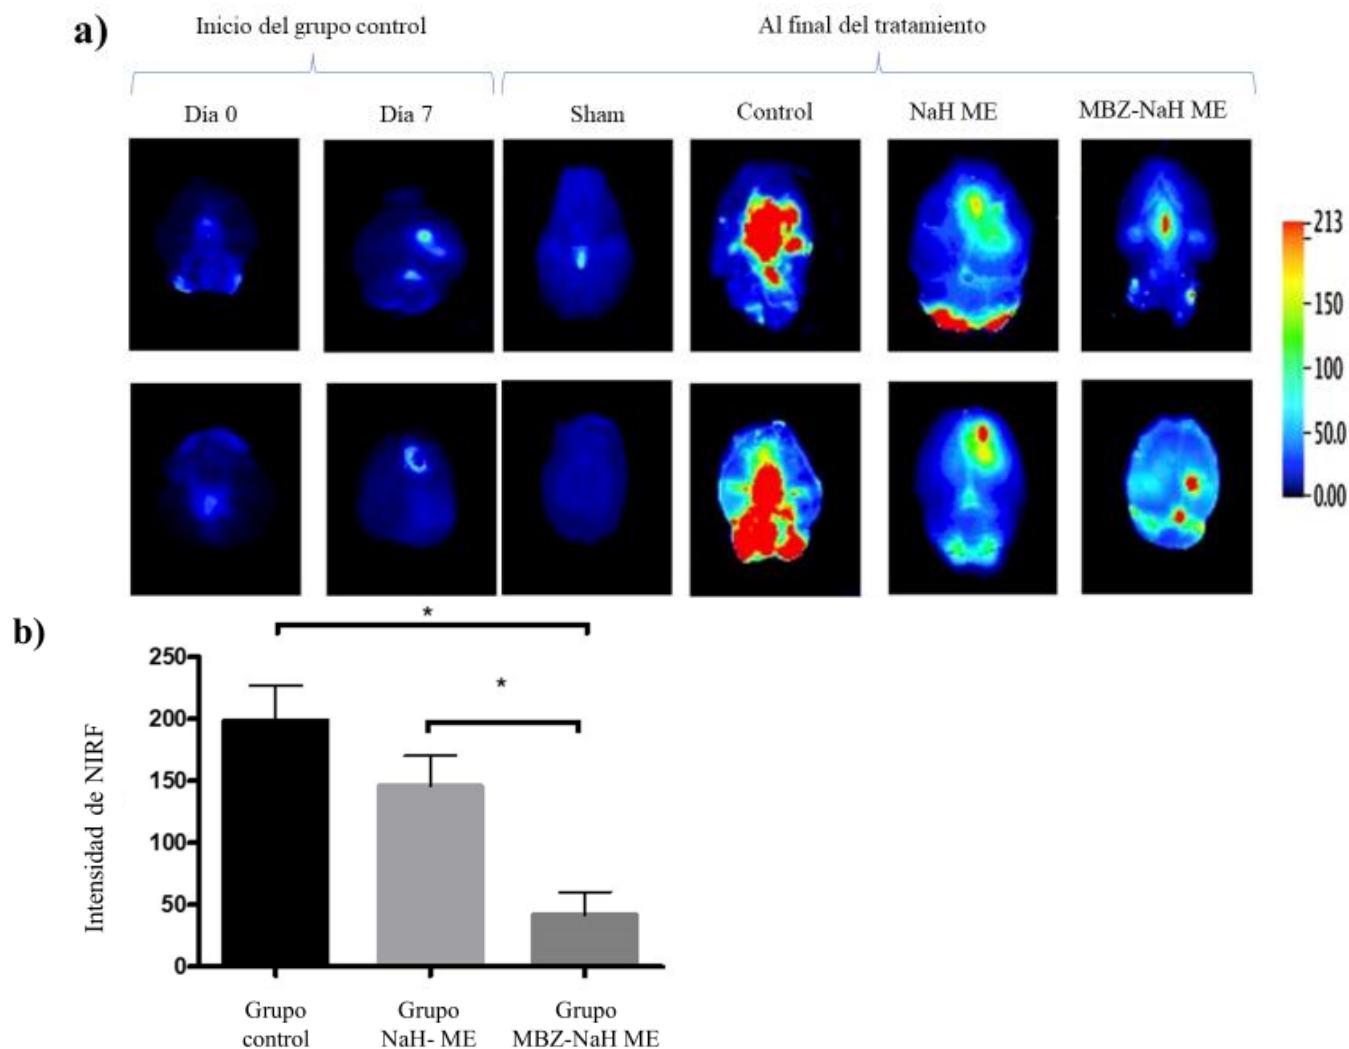 a)
Inicio del grupo control
Al final del tratamiento
Día 0
Día 7
Sham
Control
NaH ME
MBZ-NaH ME
213
150
100
50.0
0.00
b)
*
*
250
200
150
100
50
0
Intensidad de NIRF
Grupo
control
Grupo
NaH- ME
Grupo
MBZ-NaH ME